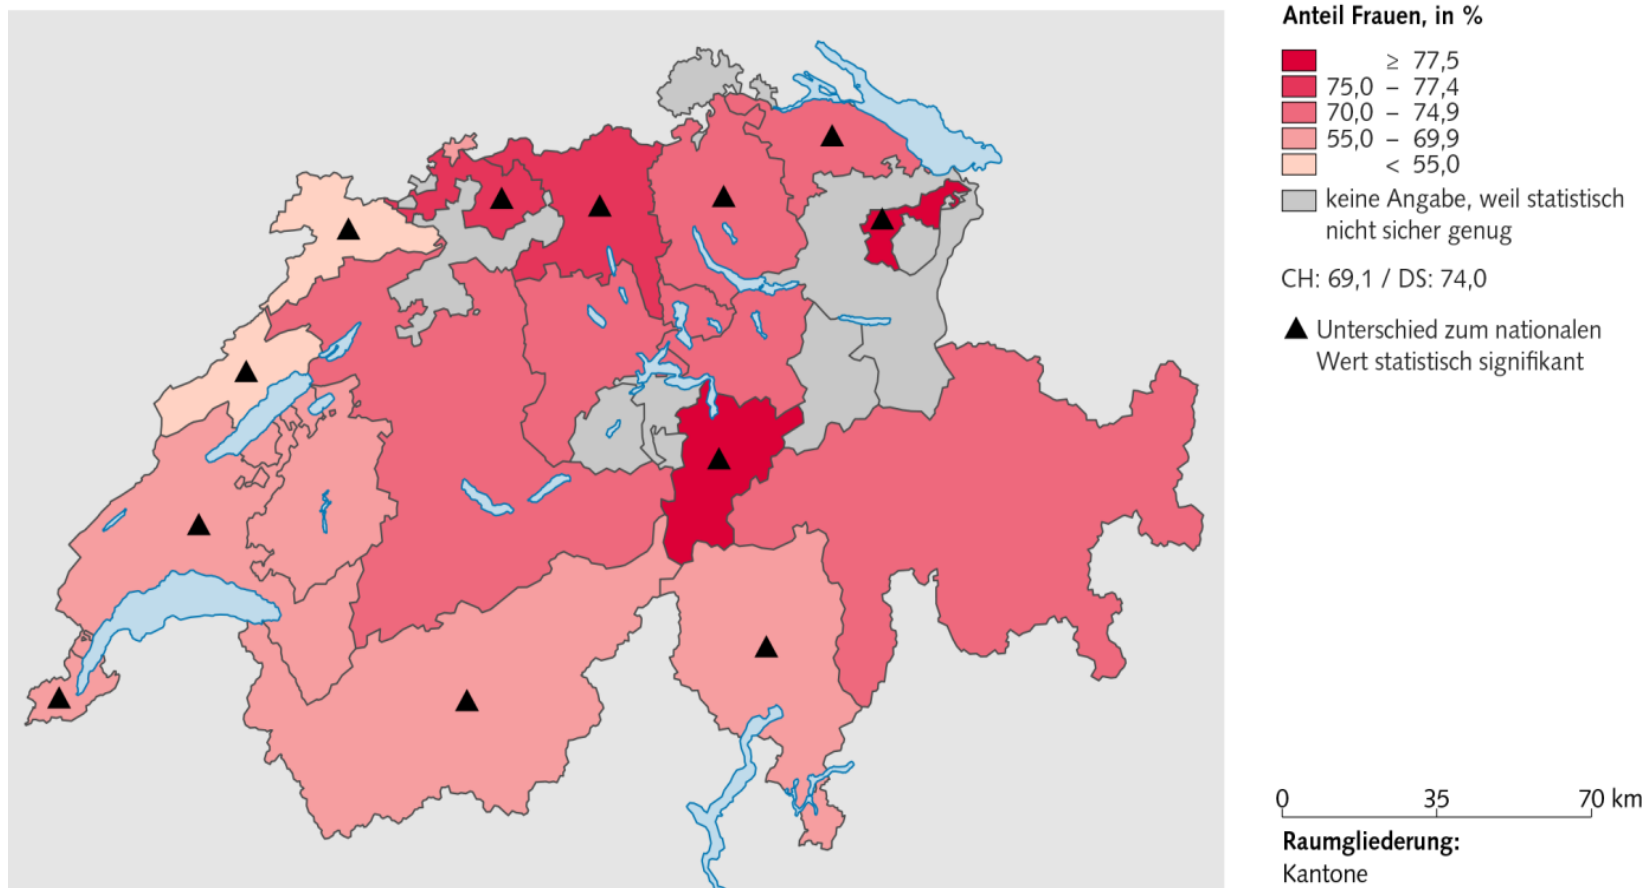 Anteil Frauen, in %
≥ 77,5
75,0 – 77,4
70,0 – 74,9
55,0 – 69,9
< 55,0
keine Angabe, weil statistisch
nicht sicher genug
CH: 69,1 / DS: 74,0
Unterschied zum nationalen
Wert statistisch signifikant
0 35 70 km
Raumgliederung:
Kantone